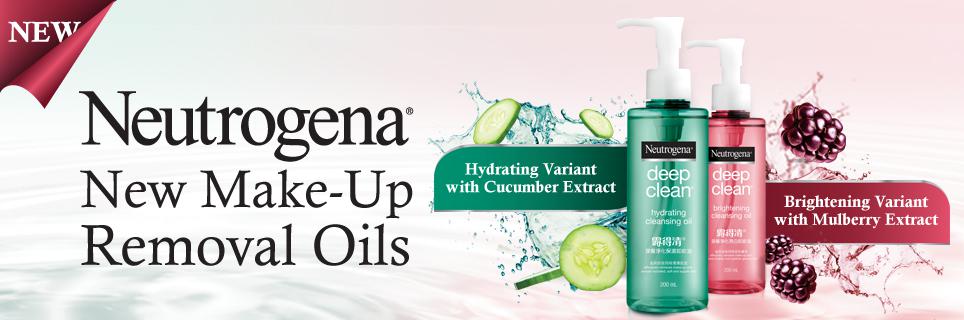 NEW
Neutrogena®
New Make-Up
Removal Oils
Hydrating Variant
with Cucumber Extract
Neutrogena®
deep
clean®
hydrating
cleansing oil
露得清®
200 mL
Neutrogena®
deep
clean®
brightening
cleansing oil
露得清®
200 mL
Brightening Variant
with Mulberry Extract